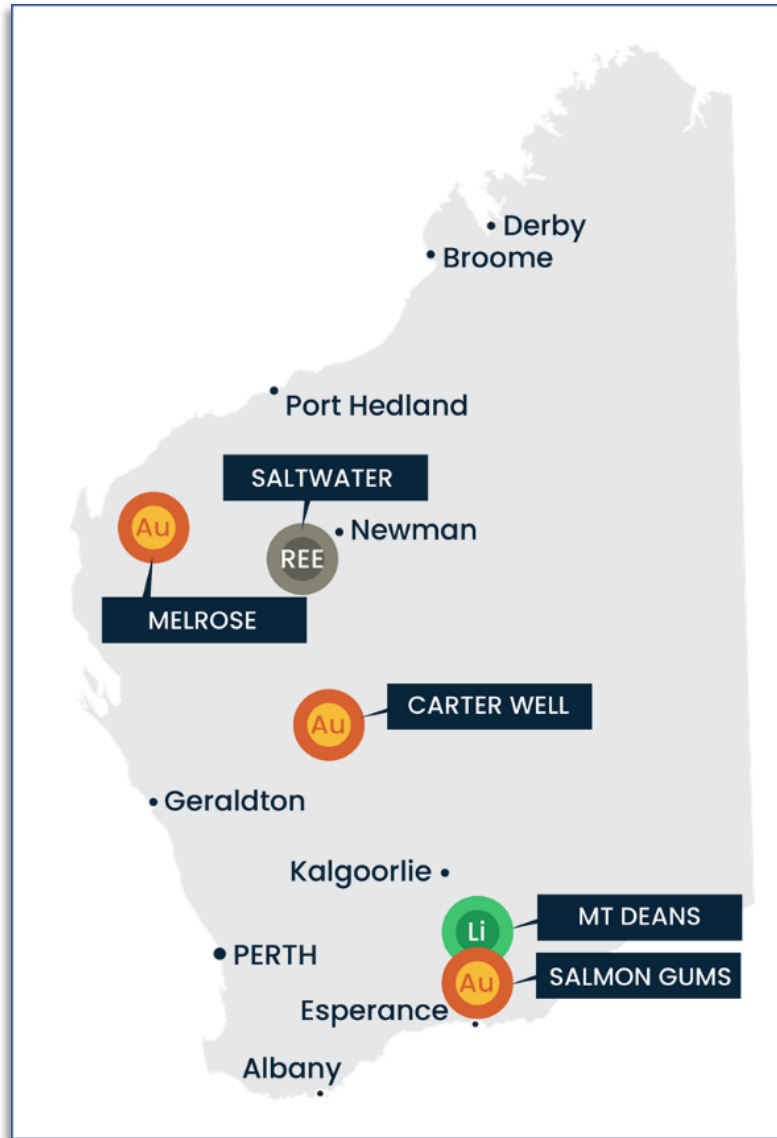 Derby
Broome
Port Hedland
SALTWATER
Au
Newman
REE
MELROSE
CARTER WELL
Au
Geraldton
Kalgoorlie
MT DEANS
Li
PERTH
SALMON GUMS
Au
Esperance
Albany